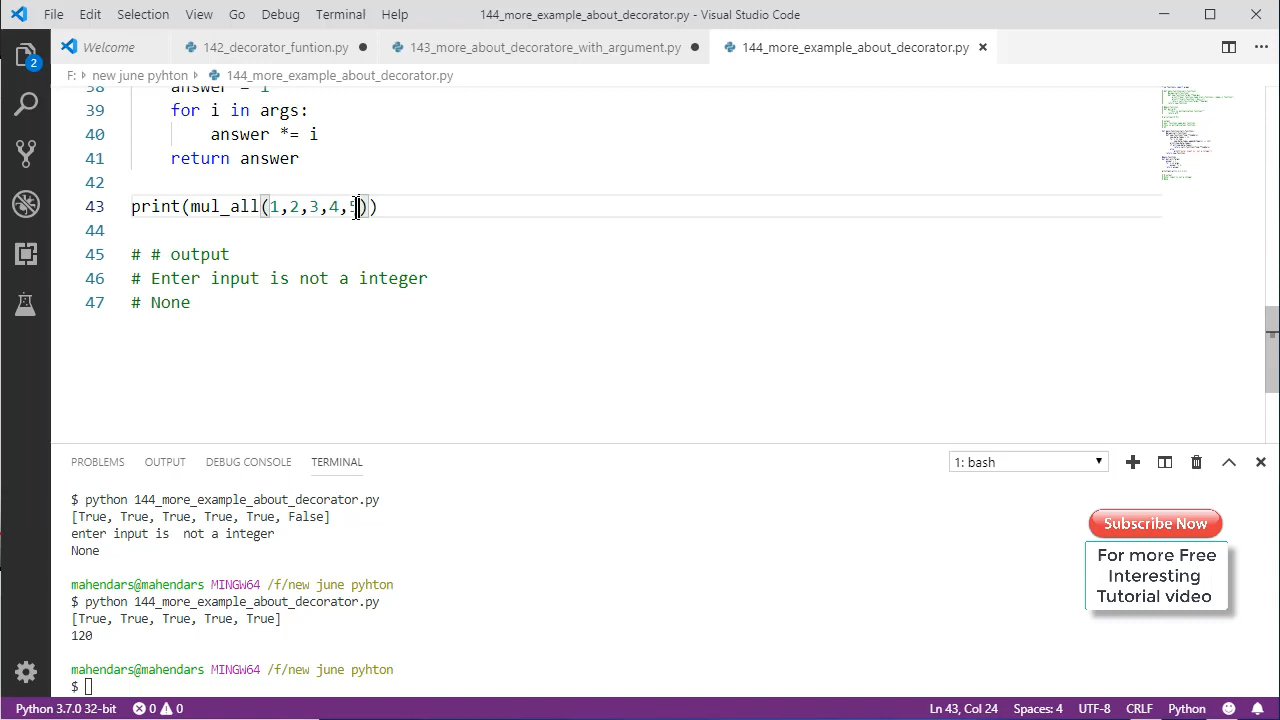 File Edit Selection View Go Debug Terminal Help 144_more_example_about_decorator.py - Visual Studio Code
Welcome 142_decorator_funtion.py 143_more_about_decoratore_with_argument.py 144_more_example_about_decorator.py
F: new june pyhton 144_more_example_about_decorator.py
38 answer = 1
39 for i in args:
40 answer *= i
41 return answer
42
43 print(mul_all(1,2,3,4,5))
44
45 # # output
46 # Enter input is not a integer
47 # None
PROBLEMS OUTPUT DEBUG CONSOLE TERMINAL 1: bash
$ python 144_more_example_about_decorator.py
[True, True, True, True, True, False]
enter input is  not a integer
None
mahendars@mahendars MINGW64 /f/new june pyhton
$ python 144_more_example_about_decorator.py
[True, True, True, True, True]
120
mahendars@mahendars MINGW64 /f/new june pyhton
$
Subscribe Now
For more Free
Interesting
Tutorial video
2
Python 3.7.0 32-bit 0 0 Ln 43, Col 24 Spaces: 4 UTF-8 CRLF Python